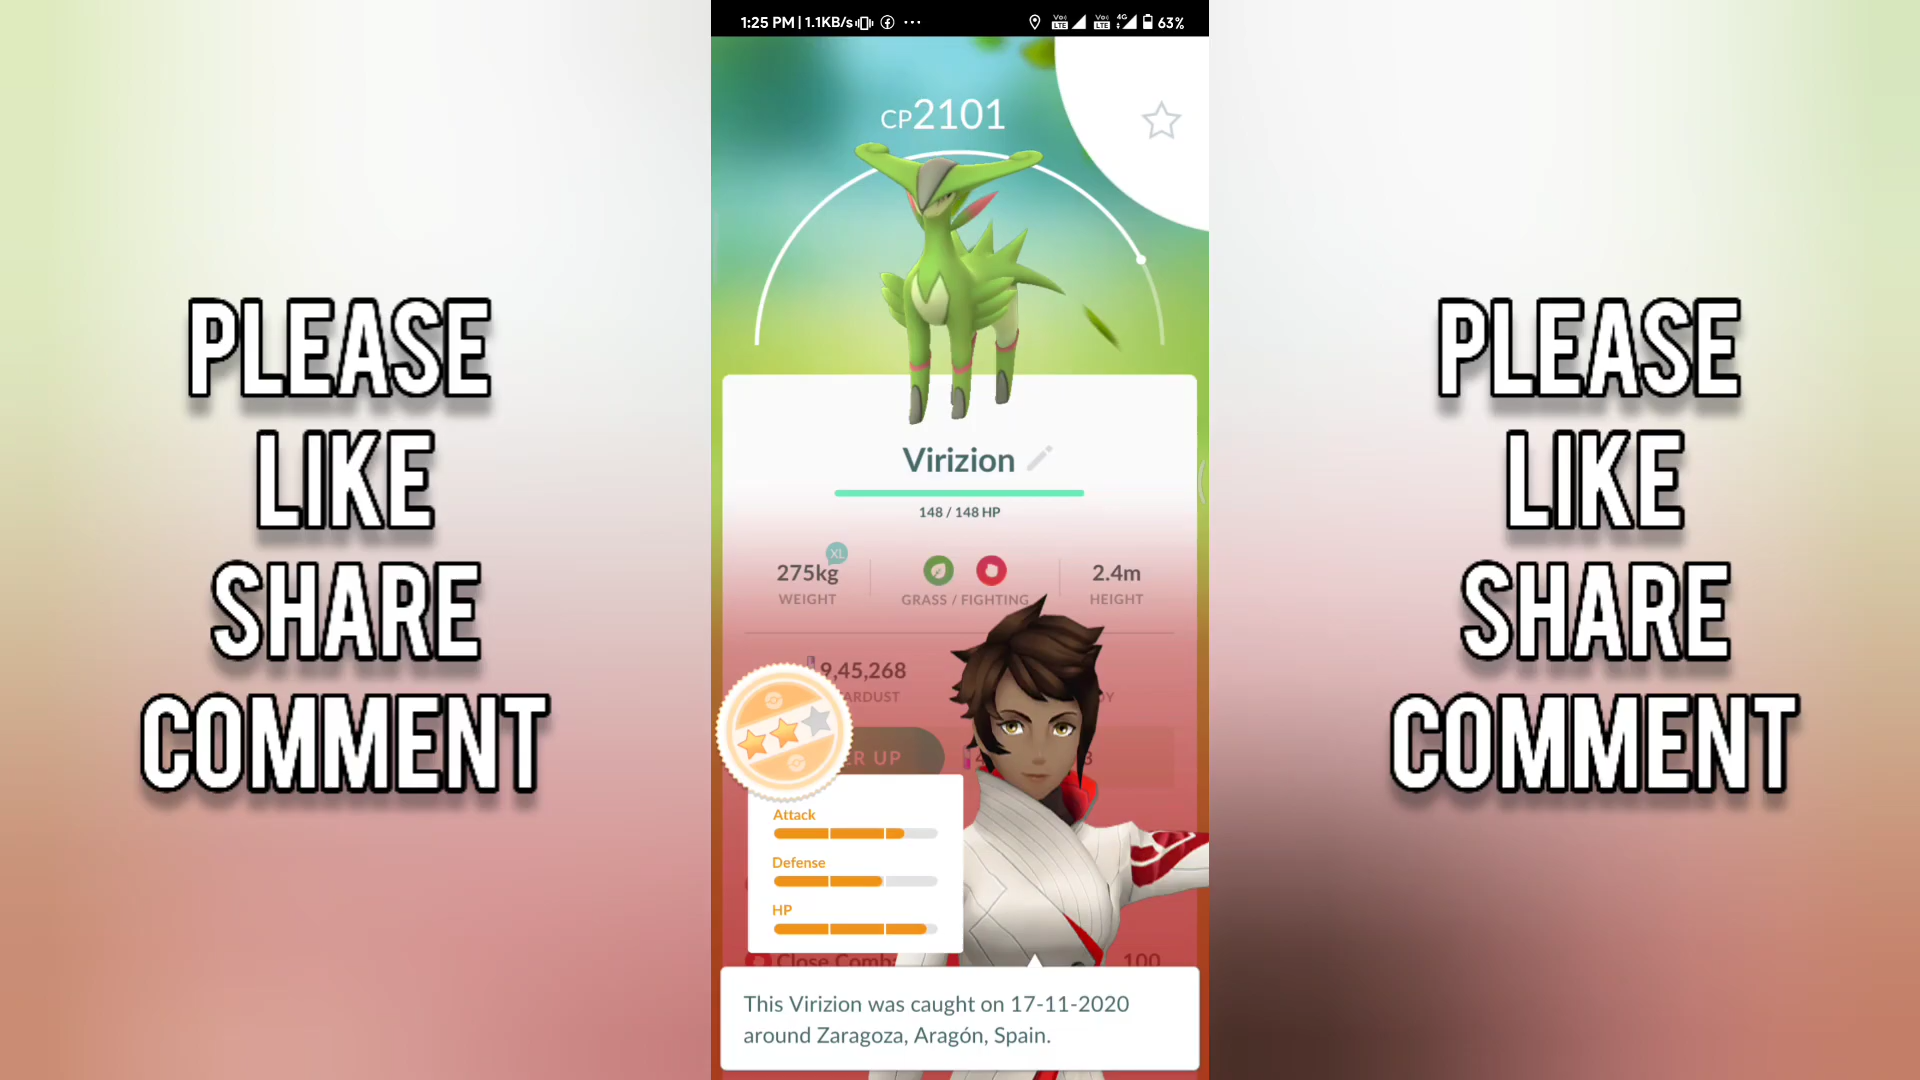 1:25 PM | 1.1KB/s
63%
CP2101
PLEASE
LIKE
SHARE
COMMENT
Virizion
148 / 148 HP
XL
275kg
WEIGHT
GRASS / FIGHTING
2.4m
HEIGHT
9,45,268
Attack
Defense
HP
100
This Virizion was caught on 17-11-2020
around Zaragoza, Aragón, Spain.
PLEASE
LIKE
SHARE
COMMENT